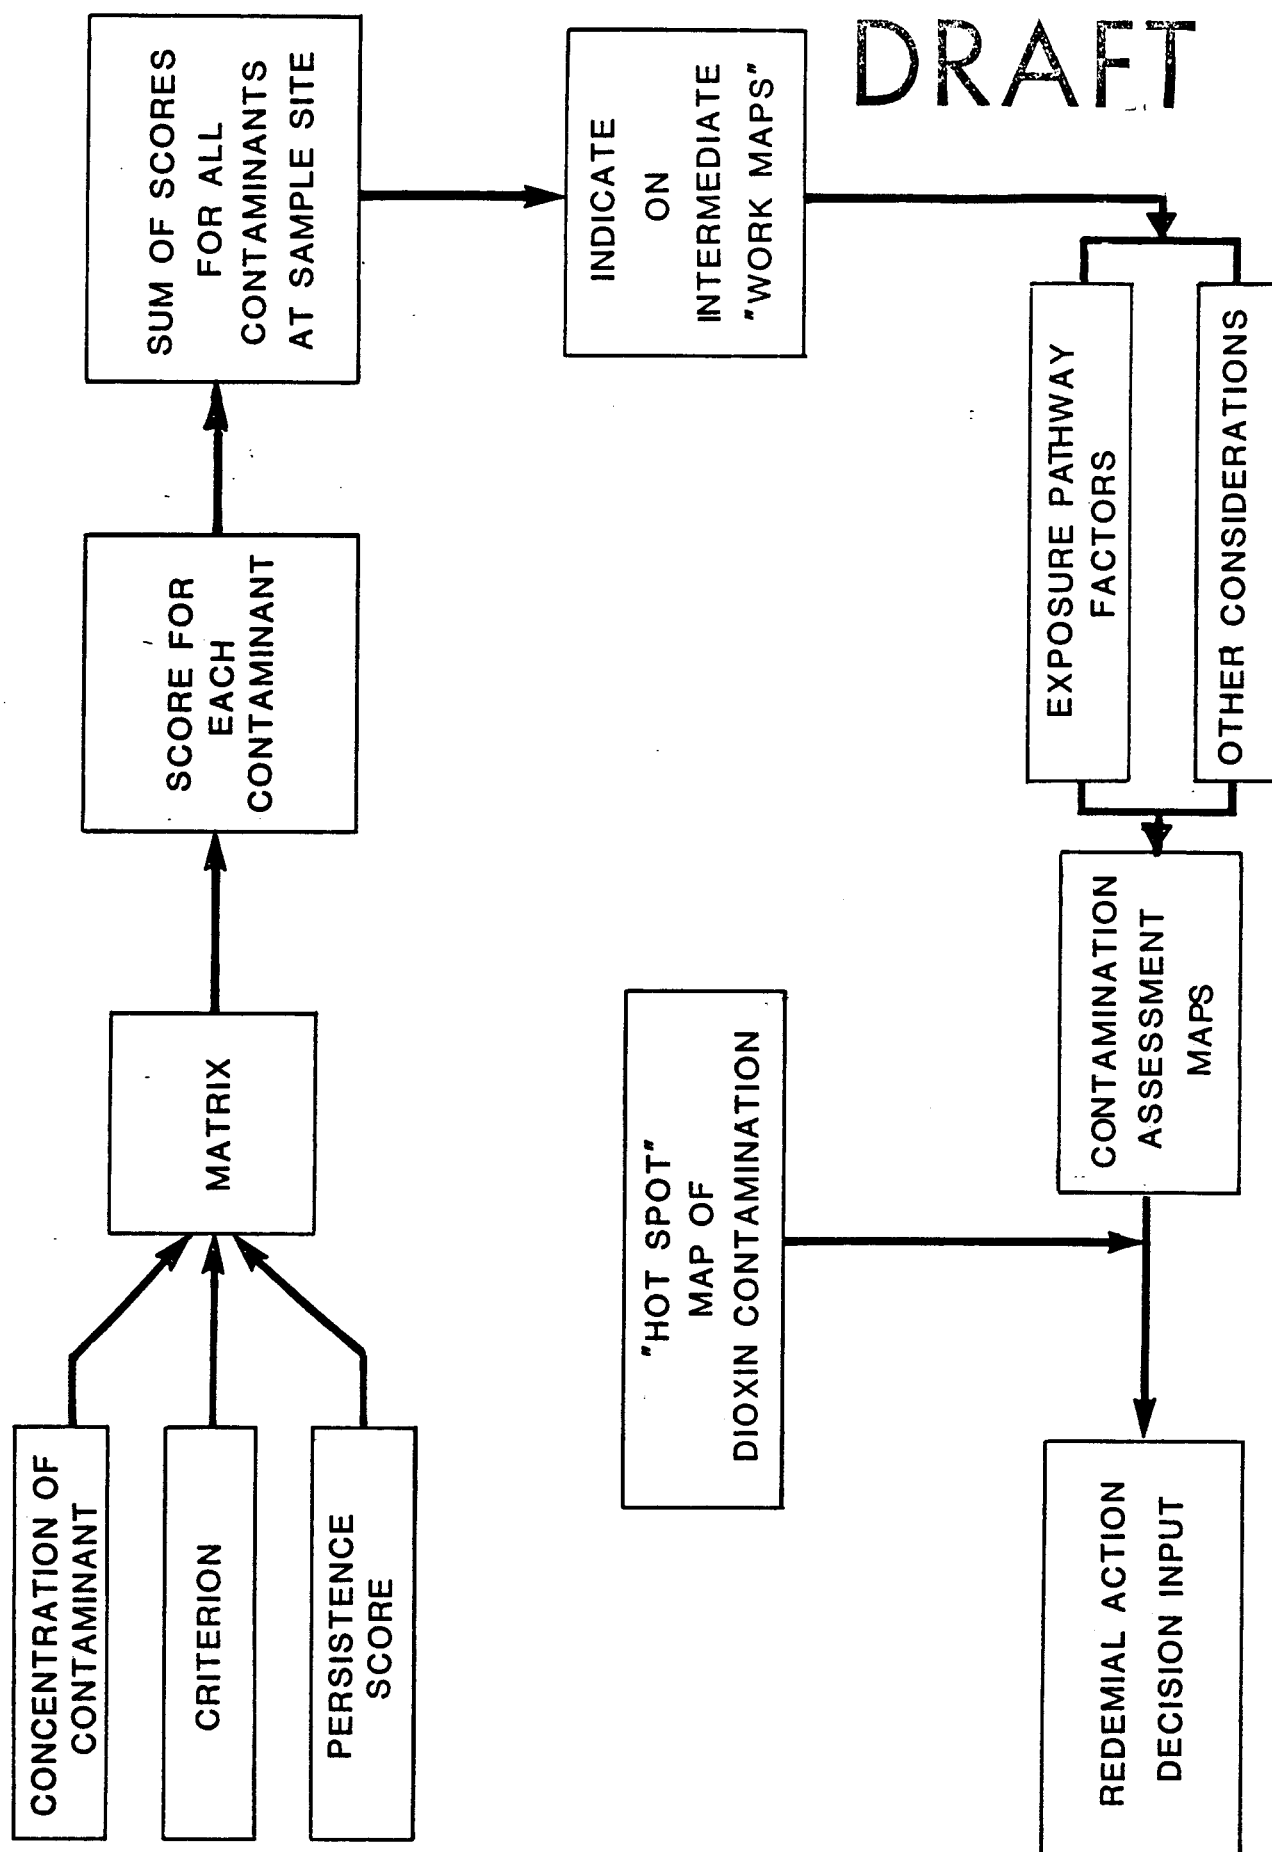 DRAFT
CONCENTRATION OF
CONTAMINANT
CRITERION
PERSISTENCE
SCORE
MATRIX
SCORE FOR
EACH
CONTAMINANT
SUM OF SCORES
FOR ALL
CONTAMINANTS
AT SAMPLE SITE
INDICATE
ON
INTERMEDIATE
"WORK MAPS"
EXPOSURE PATHWAY
FACTORS
OTHER CONSIDERATIONS
CONTAMINATION
ASSESSMENT
MAPS
"HOT SPOT"
MAP OF
DIOXIN CONTAMINATION
REDEMIAL ACTION
DECISION INPUT